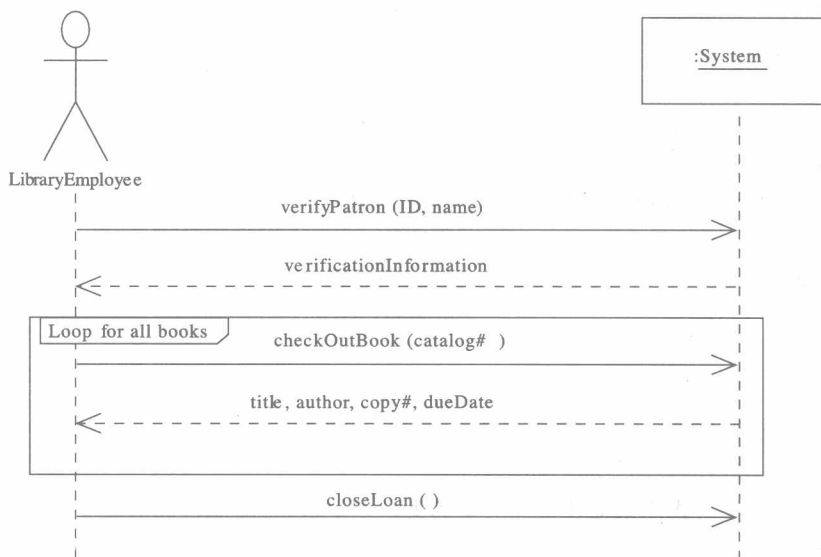 :System
LibraryEmployee
verifyPatron (ID, name)
verificationInformation
Loop for all books
checkOutBook (catalog# )
title, author, copy#, dueDate
closeLoan ( )